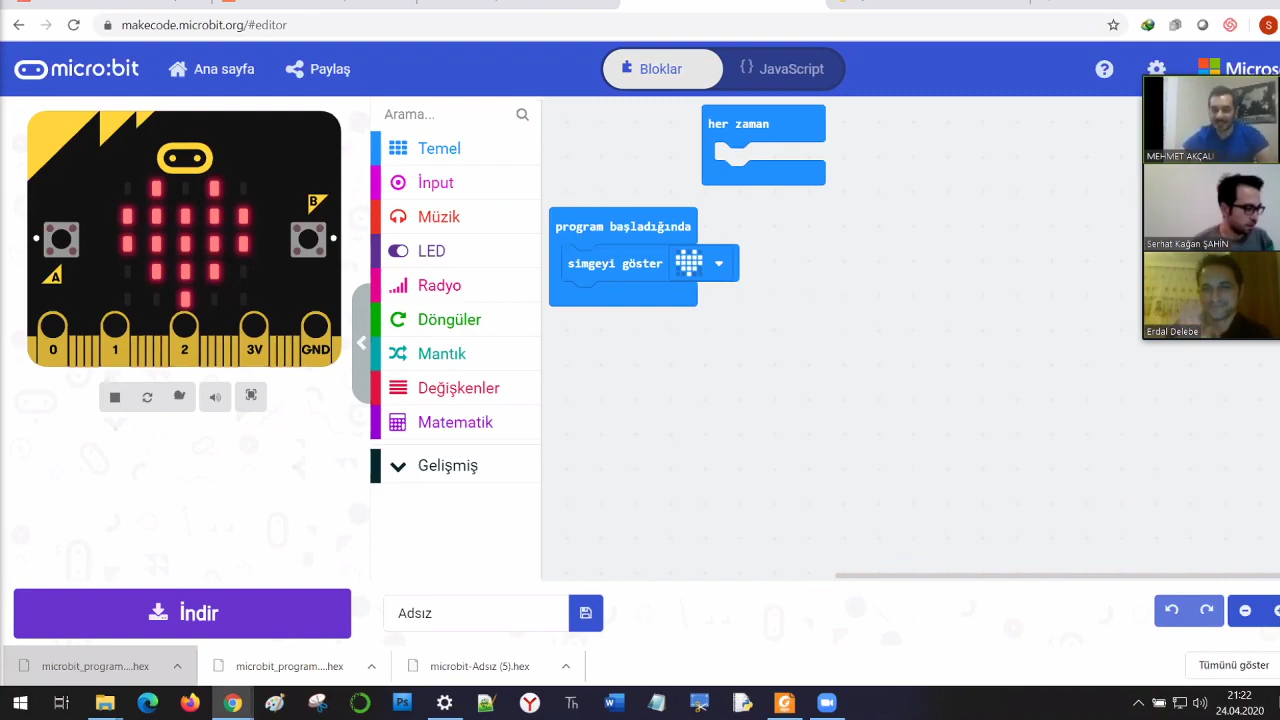 makecode.microbit.org/#editor
S
micro:bit
Ana sayfa
Paylaş
Bloklar
{} JavaScript
?
Micros
Arama...
Temel
İnput
Müzik
LED
Radyo
Döngüler
Mantık
Değişkenler
Matematik
Gelişmiş
A
B
0
1
2
3V
GND
her zaman
program başladığında
simgeyi göster
MEHMET AKÇALI
Serhat Kağan ŞAHİN
Erdal Delebe
İndir
Adsız
microbit_program....hex
microbit_program....hex
microbit-Adsız (5).hex
Tümünü göster
Ps
Th
W
21:22
24.04.2020